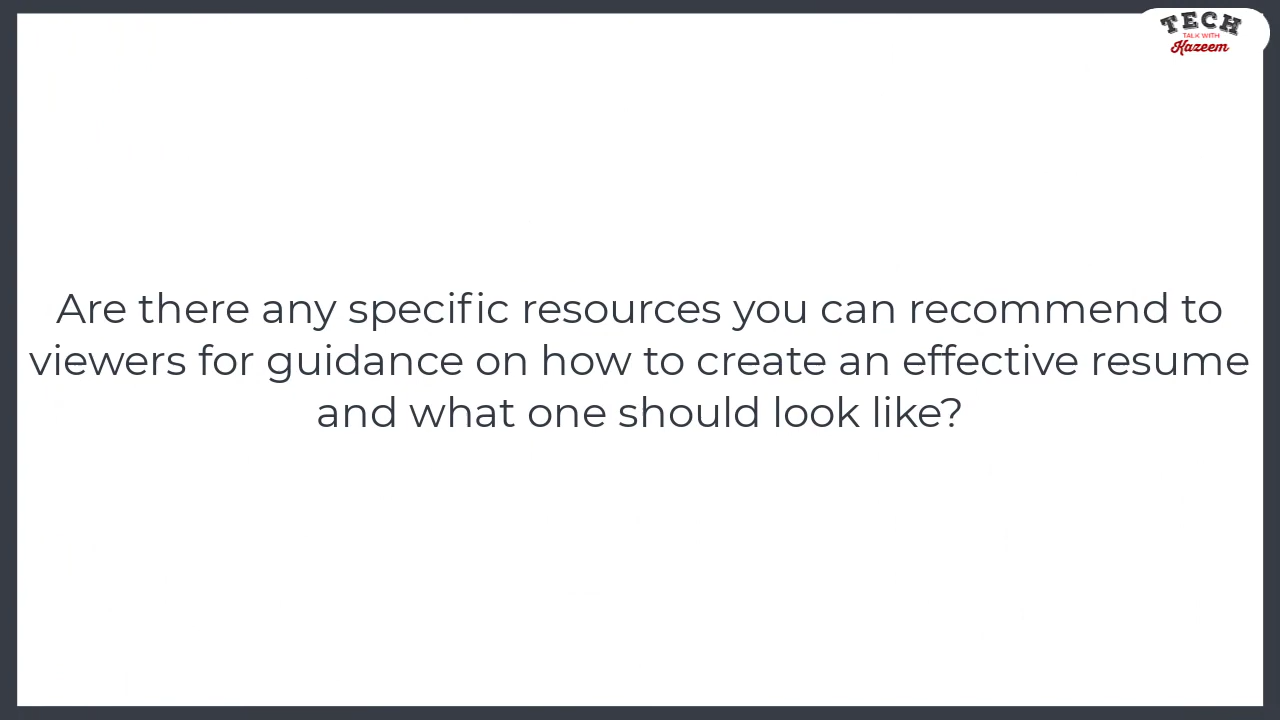 TECH
TALK WITH
Kazeem
Are there any specific resources you can recommend to
viewers for guidance on how to create an effective resume
and what one should look like?